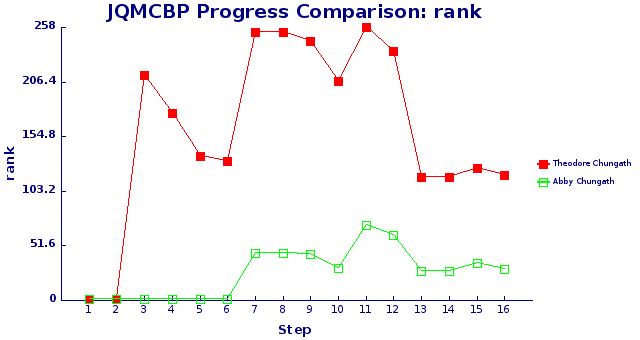 JQMCBP Progress Comparison: rank
258
206.4
154.8
103.2
51.6
0
rank
1 2 3 4 5 6 7 8 9 10 11 12 13 14 15 16
Step
Theodore Chungath
Abby Chungath